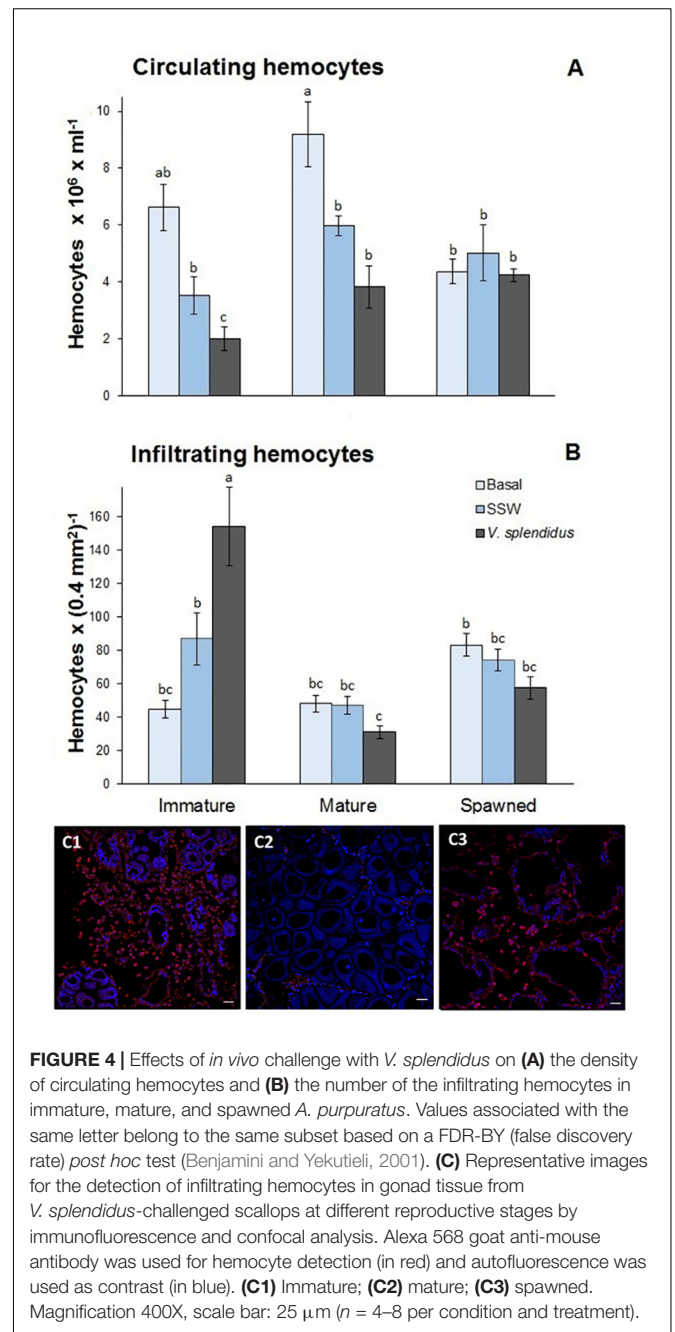 Circulating hemocytes A
Hemocytes x 10⁶ x ml⁻¹
10
8
6
4
2
0
ab
b
c
a
b
b
b
b
b
Infiltrating hemocytes B
Hemocytes x (0.4 mm²)⁻¹
160
140
120
100
80
60
40
20
0
Basal
SSW
V. splendidus
bc
b
a
bc
bc
c
b
bc
bc
Immature Mature Spawned
C1 C2 C3
FIGURE 4 | Effects of in vivo challenge with V. splendidus on (A) the density
of circulating hemocytes and (B) the number of the infiltrating hemocytes in
immature, mature, and spawned A. purpuratus. Values associated with the
same letter belong to the same subset based on a FDR-BY (false discovery
rate) post hoc test (Benjamini and Yekutieli, 2001). (C) Representative images
for the detection of infiltrating hemocytes in gonad tissue from
V. splendidus-challenged scallops at different reproductive stages by
immunofluorescence and confocal analysis. Alexa 568 goat anti-mouse
antibody was used for hemocyte detection (in red) and autofluorescence was
used as contrast (in blue). (C1) Immature; (C2) mature; (C3) spawned.
Magnification 400X, scale bar: 25 μm (n = 4–8 per condition and treatment).